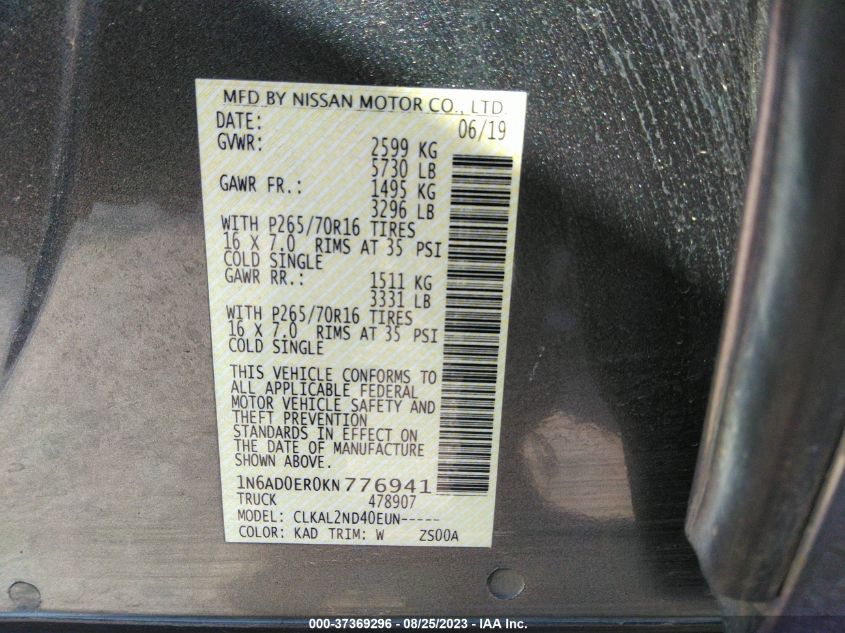 MFD BY NISSAN MOTOR CO., LTD.
DATE: 06/19
GVWR: 2599 KG
5730 LB
GAWR FR.: 1495 KG
3296 LB
WITH P265/70R16 TIRES
16 X 7.0 RIMS AT 35 PSI
COLD SINGLE
GAWR RR.: 1511 KG
3331 LB
WITH P265/70R16 TIRES
16 X 7.0 RIMS AT 35 PSI
COLD SINGLE
THIS VEHICLE CONFORMS TO
ALL APPLICABLE FEDERAL
MOTOR VEHICLE SAFETY AND
THEFT PREVENTION
STANDARDS IN EFFECT ON
THE DATE OF MANUFACTURE
SHOWN ABOVE.
1N6AD0ER0KN776941
TRUCK 478907
MODEL: CLKAL2ND40EUN-----
COLOR: KAD TRIM: W ZS00A
000-37369296 - 08/25/2023 - IAA Inc.